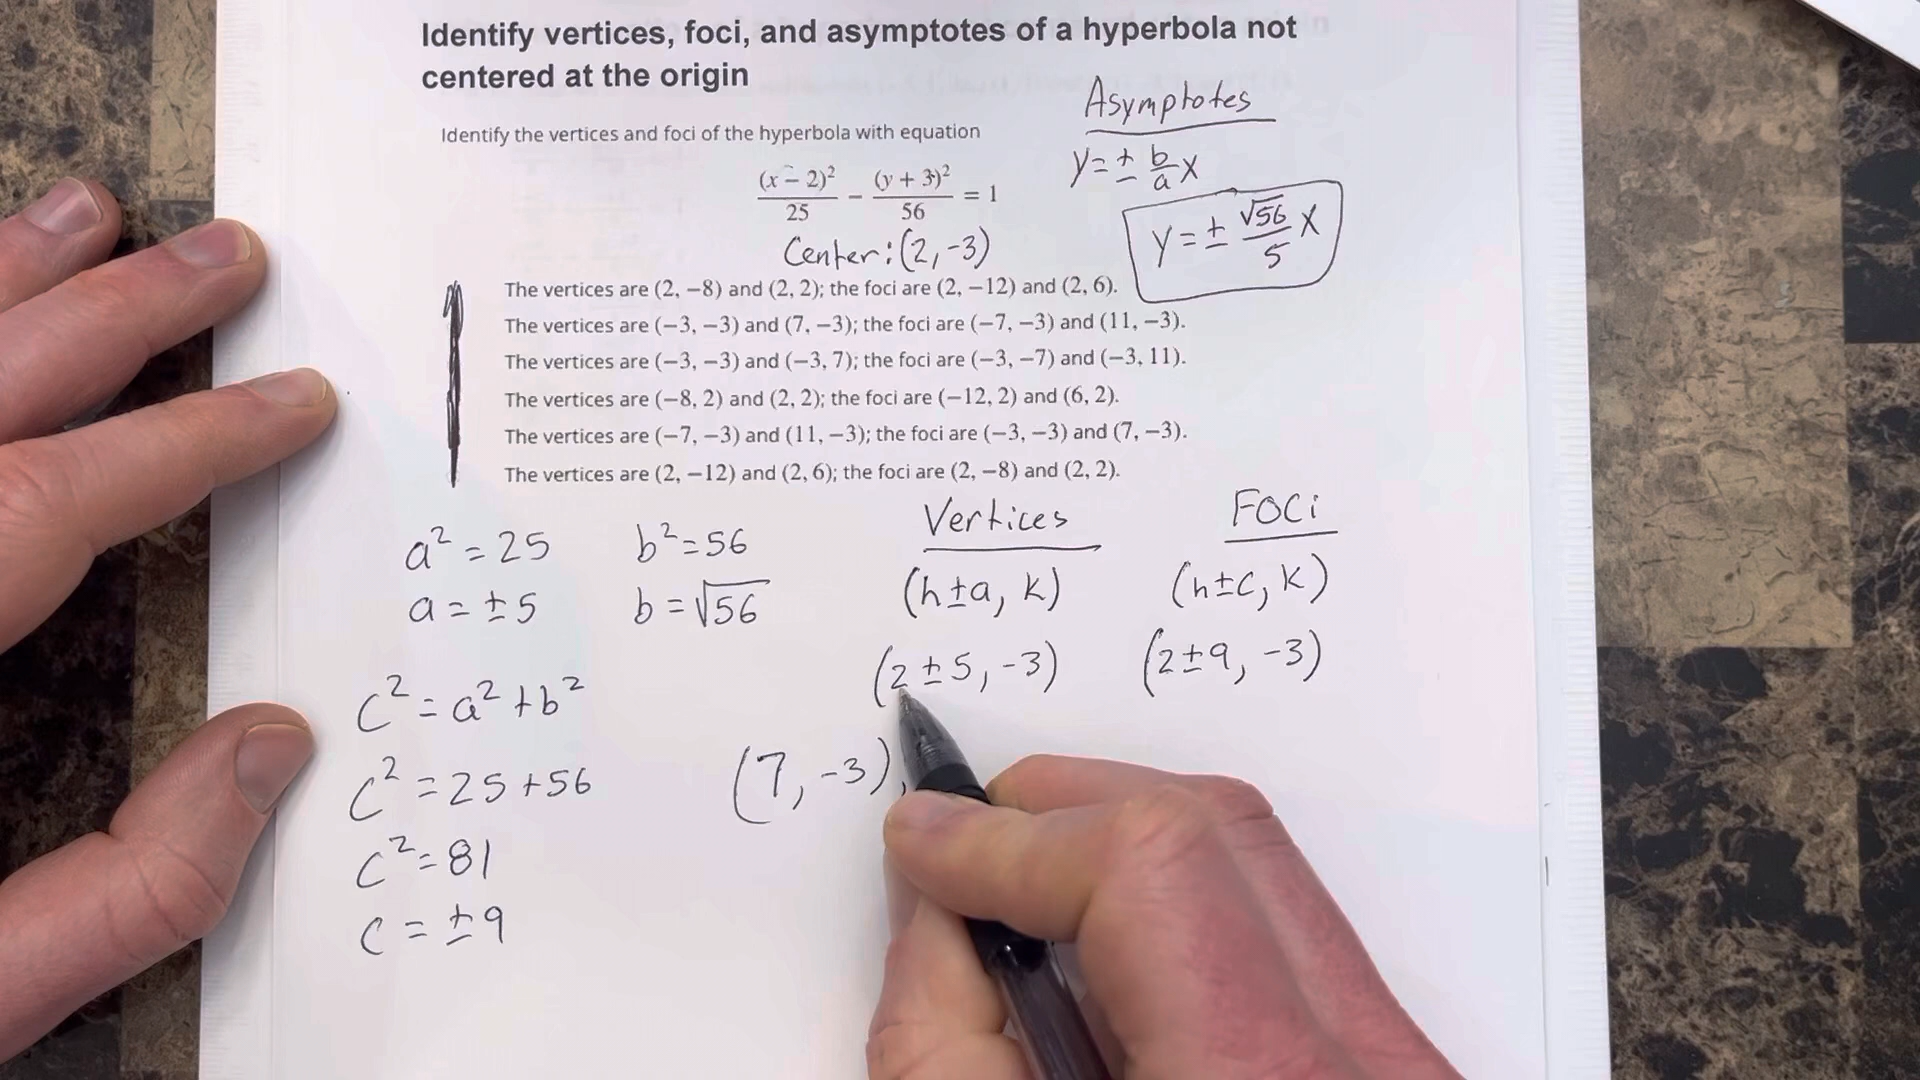 Identify vertices, foci, and asymptotes of a hyperbola not
centered at the origin
Asymptotes
Identify the vertices and foci of the hyperbola with equation
y = ± b/a x
(x − 2)²/25 − (y + 3)²/56 = 1
y = ± √56/5 x
Center: (2, -3)
The vertices are (2, −8) and (2, 2); the foci are (2, −12) and (2, 6).
The vertices are (−3, −3) and (7, −3); the foci are (−7, −3) and (11, −3).
The vertices are (−3, −3) and (−3, 7); the foci are (−3, −7) and (−3, 11).
The vertices are (−8, 2) and (2, 2); the foci are (−12, 2) and (6, 2).
The vertices are (−7, −3) and (11, −3); the foci are (−3, −3) and (7, −3).
The vertices are (2, −12) and (2, 6); the foci are (2, −8) and (2, 2).
a² = 25
a = ±5
b² = 56
b = √56
c² = a² + b²
c² = 25 + 56
c² = 81
c = ±9
Vertices
(h±a, k)
(2 ± 5, -3)
(7, -3),
FOCi
(h±c, k)
(2±9, -3)